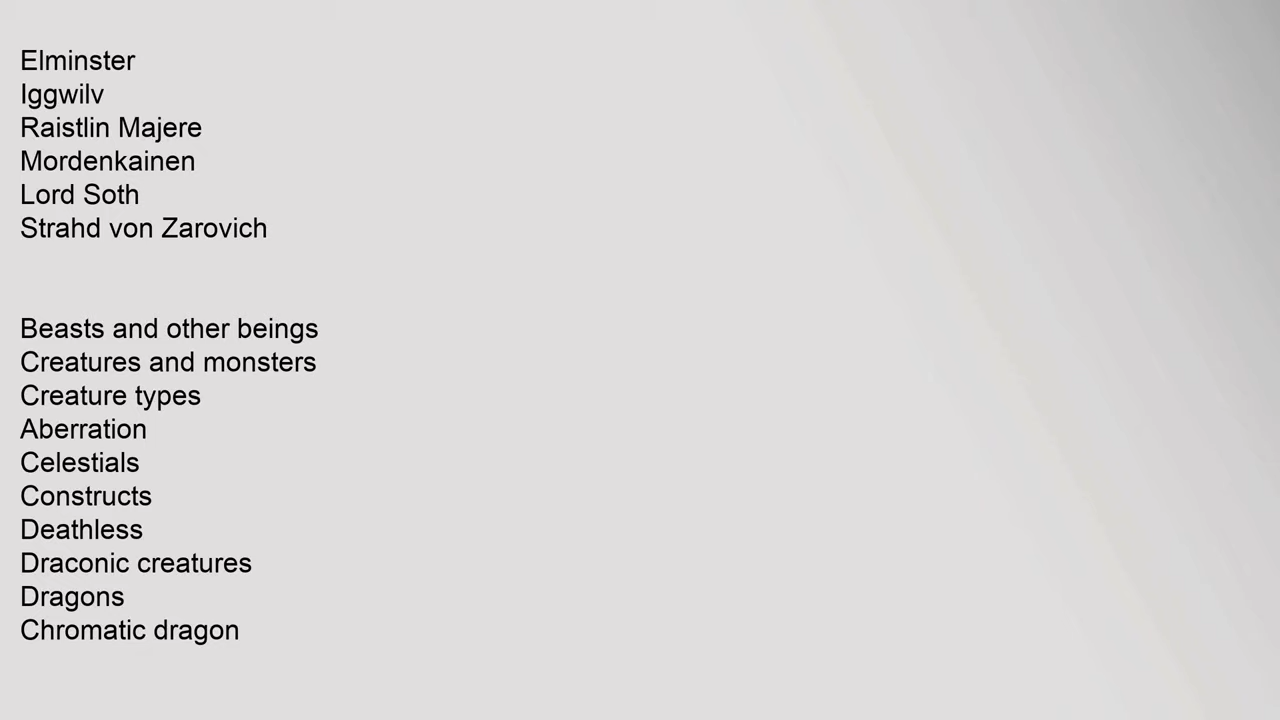 Elminster
Iggwilv
Raistlin Majere
Mordenkainen
Lord Soth
Strahd von Zarovich
Beasts and other beings
Creatures and monsters
Creature types
Aberration
Celestials
Constructs
Deathless
Draconic creatures
Dragons
Chromatic dragon